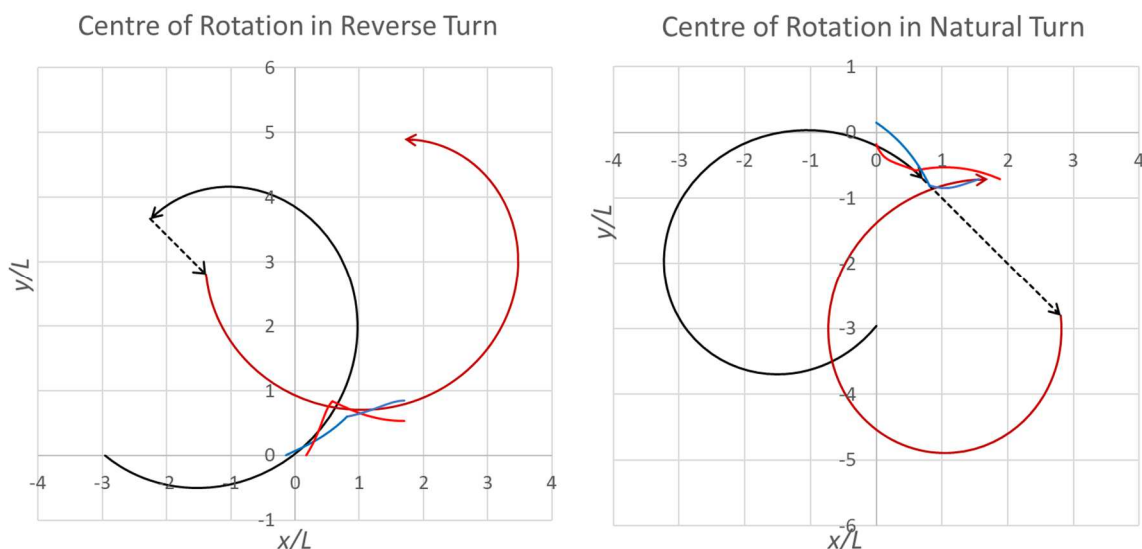 Centre of Rotation in Reverse Turn
6
5
4
3
2
1
0
-1
-4 -3 -2 -1 0 1 2 3 4
y/L
x/L
Centre of Rotation in Natural Turn
1
0
-1
-2
-3
-4
-5
-6
-4 -3 -2 -1 0 1 2 3 4
y/L
x/L